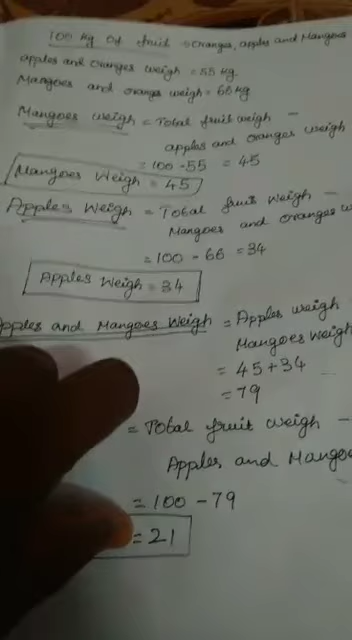 100 kg of fruit oranges, apples and Mangoes
apples and oranges weigh = 55 kg.
Mangoes and orange weigh = 66 kg
Mangoes weigh = Total fruit weigh -
apples and oranges weigh
= 100 - 55 = 45
Mangoes Weigh = 45
Apples Weigh = Total fruit weigh -
Mangoes and oranges w
= 100 - 66 = 34
Apples Weigh = 34
Apples and Mangoes Weigh = Apples weigh
Mangoes Weigh
= 45 + 34
= 79
= Total fruit weigh -
Apples and Mango
= 100 - 79
= 21